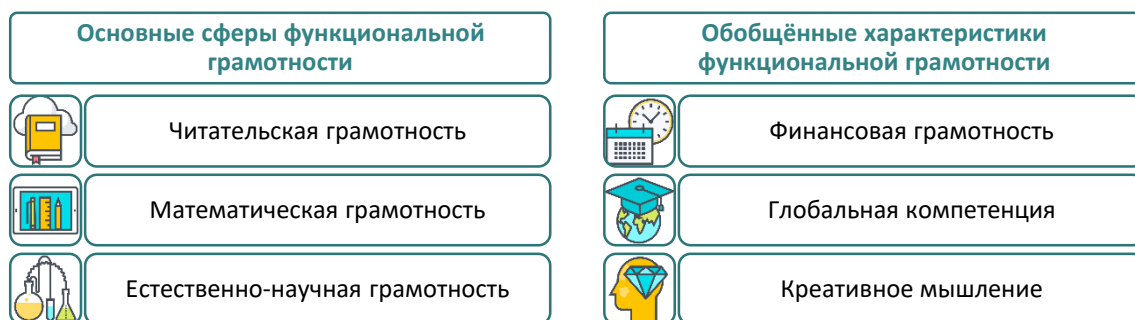 Основные сферы функциональной
грамотности
Читательская грамотность
Математическая грамотность
Естественно-научная грамотность
Обобщённые характеристики
функциональной грамотности
Финансовая грамотность
Глобальная компетенция
Креативное мышление